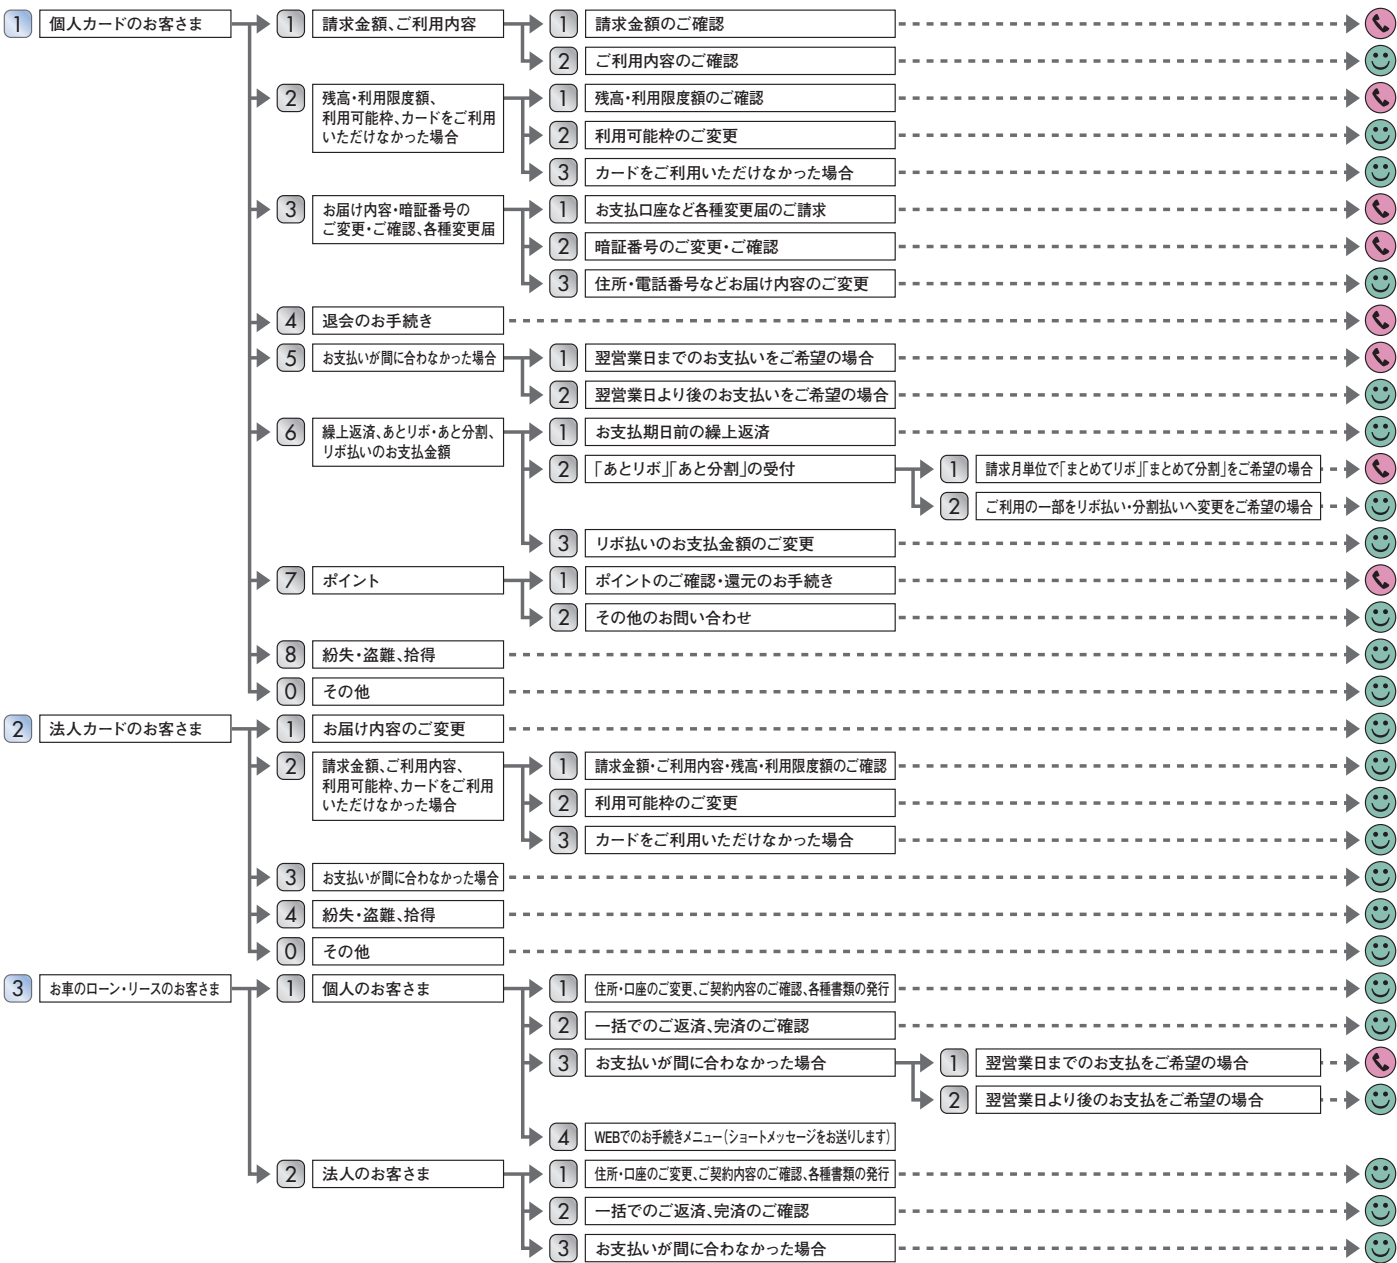 1 個人カードのお客さま
1 請求金額、ご利用内容
1 請求金額のご確認
2 ご利用内容のご確認
2 残高・利用限度額、
利用可能枠、カードをご利用
いただけなかった場合
1 残高・利用限度額のご確認
2 利用可能枠のご変更
3 カードをご利用いただけなかった場合
3 お届け内容・暗証番号の
ご変更・ご確認、各種変更届
1 お支払口座など各種変更届のご請求
2 暗証番号のご変更・ご確認
3 住所・電話番号などお届け内容のご変更
4 退会のお手続き
5 お支払いが間に合わなかった場合
1 翌営業日までのお支払いをご希望の場合
2 翌営業日より後のお支払いをご希望の場合
6 繰上返済、あとリボ・あと分割、
リボ払いのお支払金額
1 お支払期日前の繰上返済
2 「あとリボ」「あと分割」の受付
1 請求月単位で「まとめてリボ」「まとめて分割」をご希望の場合
2 ご利用の一部をリボ払い・分割払いへ変更をご希望の場合
3 リボ払いのお支払金額のご変更
7 ポイント
1 ポイントのご確認・還元のお手続き
2 その他のお問い合わせ
8 紛失・盗難、拾得
0 その他
2 法人カードのお客さま
1 お届け内容のご変更
2 請求金額、ご利用内容、
利用可能枠、カードをご利用
いただけなかった場合
1 請求金額・ご利用内容・残高・利用限度額のご確認
2 利用可能枠のご変更
3 カードをご利用いただけなかった場合
3 お支払いが間に合わなかった場合
4 紛失・盗難、拾得
0 その他
3 お車のローン・リースのお客さま
1 個人のお客さま
1 住所・口座のご変更、ご契約内容のご確認、各種書類の発行
2 一括でのご返済、完済のご確認
3 お支払いが間に合わなかった場合
1 翌営業日までのお支払をご希望の場合
2 翌営業日より後のお支払をご希望の場合
4 WEBでのお手続きメニュー(ショートメッセージをお送りします)
2 法人のお客さま
1 住所・口座のご変更、ご契約内容のご確認、各種書類の発行
2 一括でのご返済、完済のご確認
3 お支払いが間に合わなかった場合